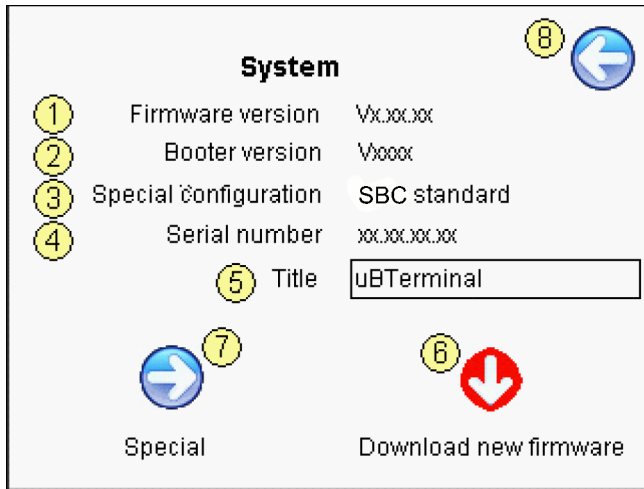 8
System
1 Firmware version Vx.xx.xx
2 Booter version Vxxxx
3 Special configuration SBC standard
4 Serial number xx.xx.xx.xx
5 Title uBTerminal
7 6
Special Download new firmware